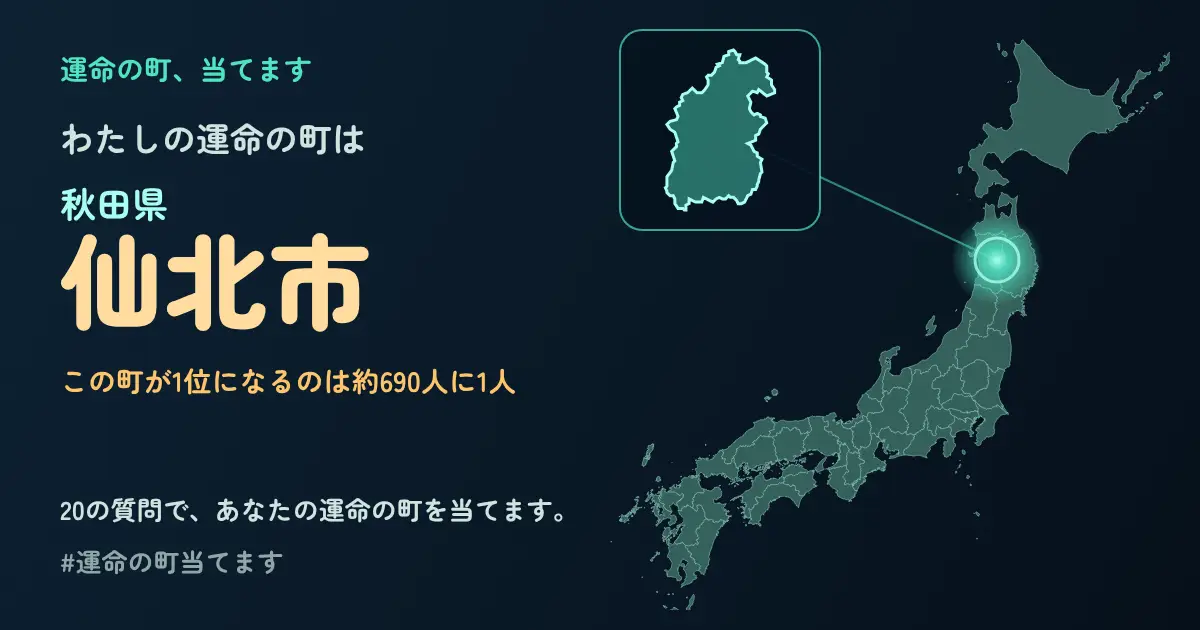 運命の町、当てます
わたしの運命の町は
秋田県
仙北市
この町が1位になるのは約690人に1人
20の質問で、あなたの運命の町を当てます。
#運命の町当てます